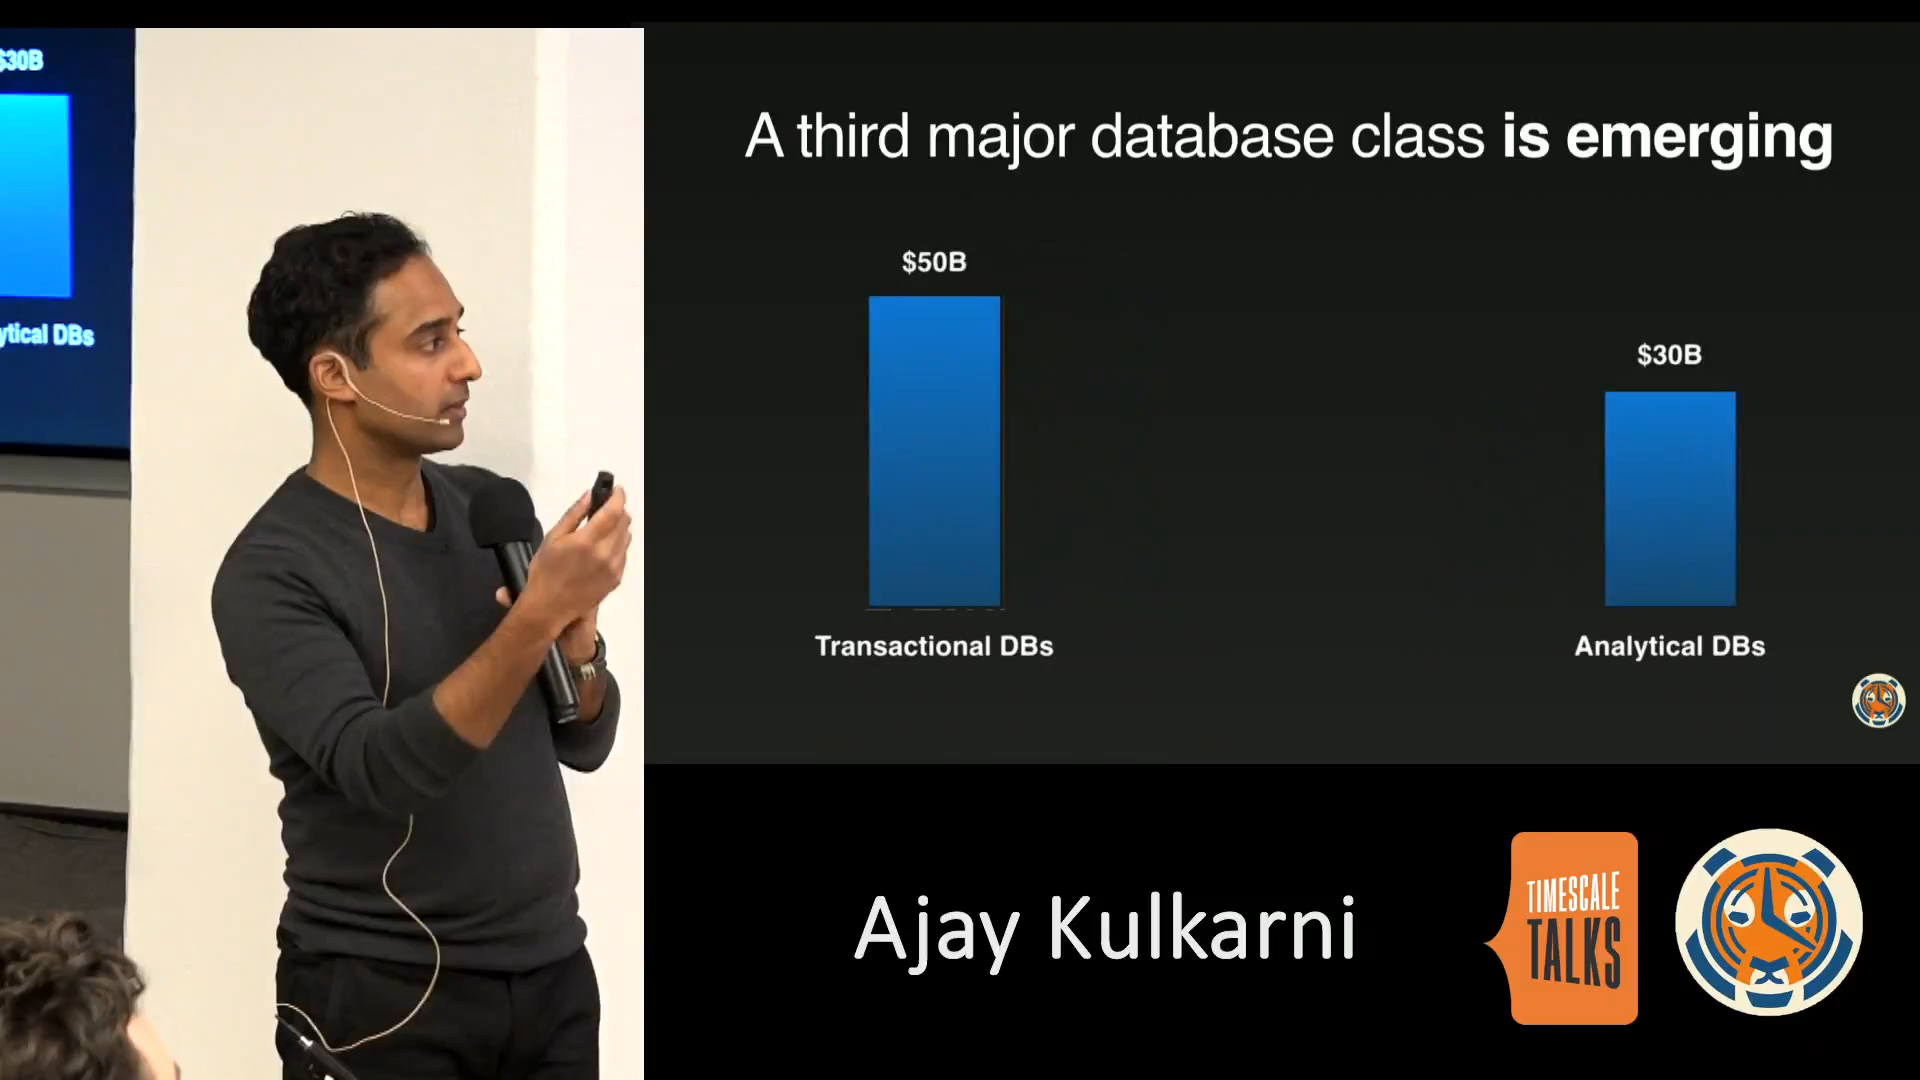 $30B
ytical DBs
A third major database class is emerging
$50B
$30B
Transactional DBs
Analytical DBs
Ajay Kulkarni
TIMESCALE
TALKS